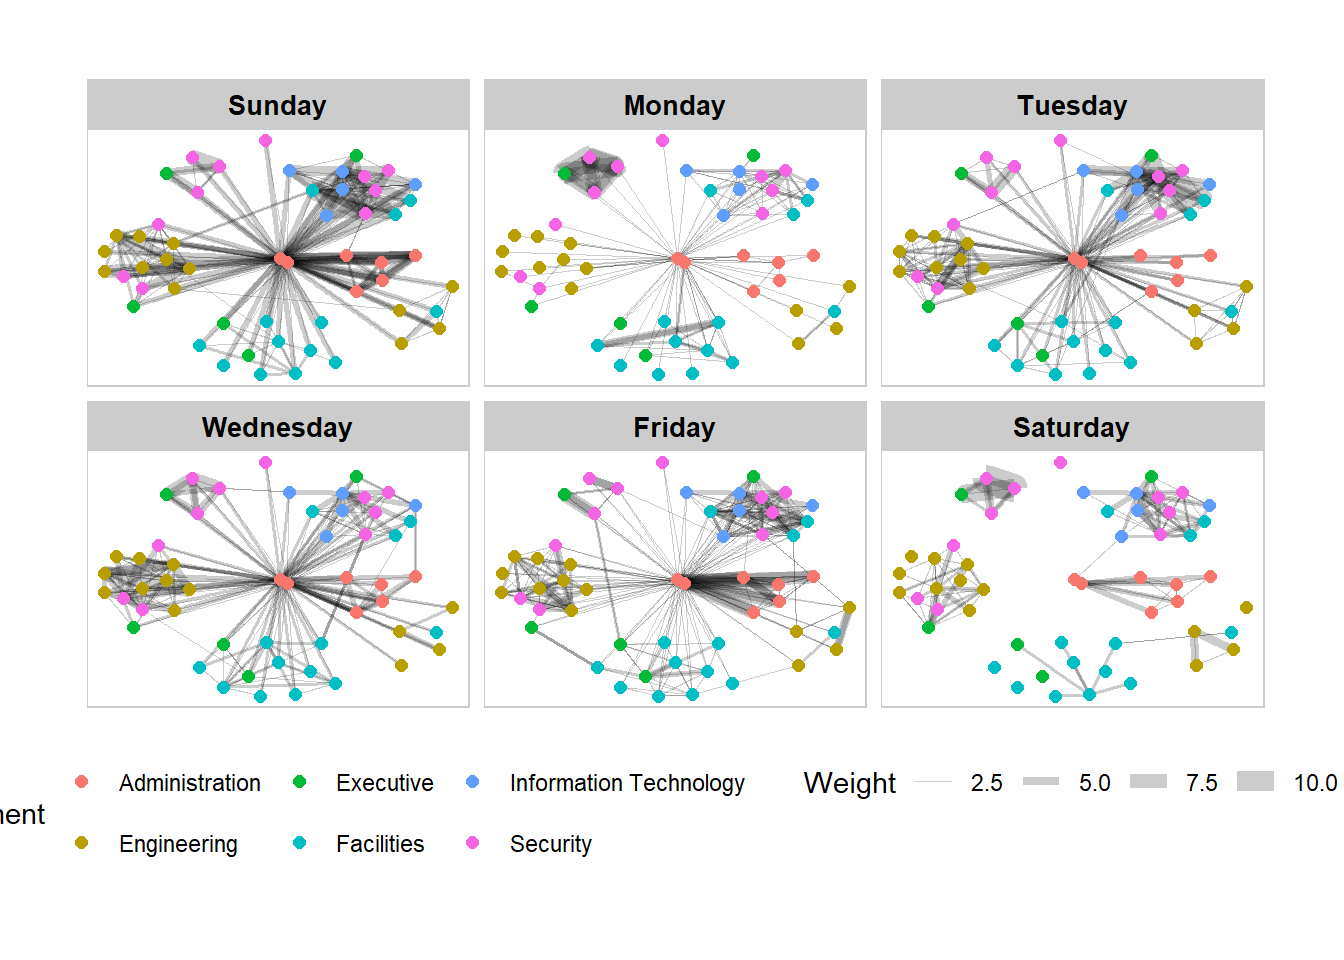 Sunday
Monday
Tuesday
Wednesday
Friday
Saturday
Administration Executive Information Technology Weight 2.5 5.0 7.5 10.0
Engineering Facilities Security